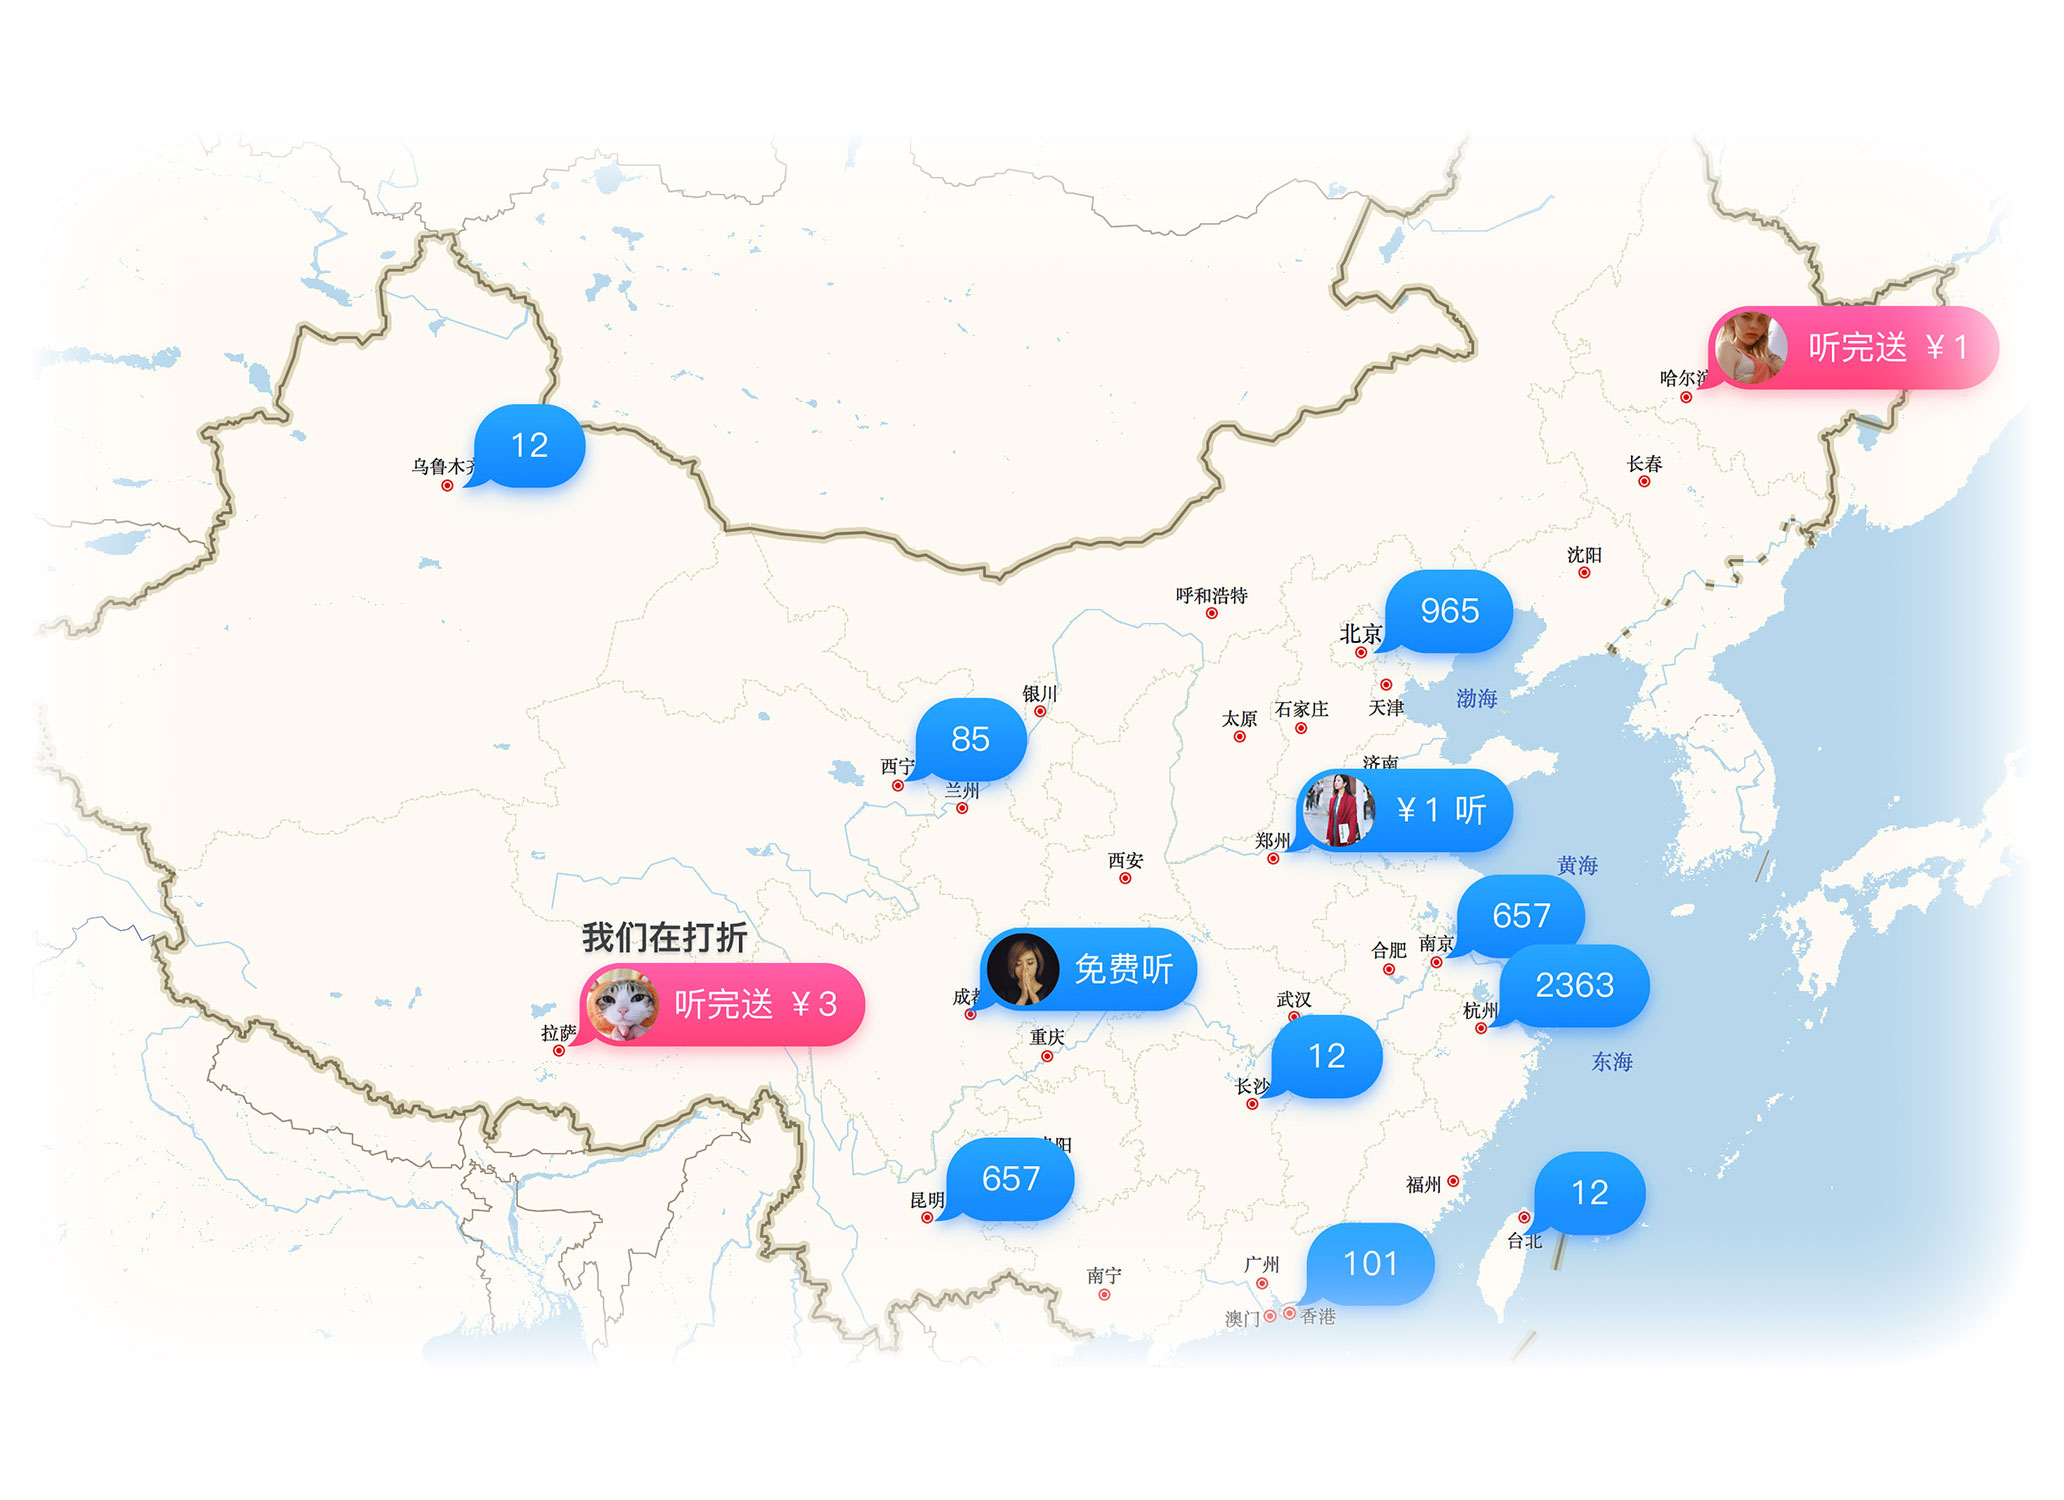 听完送 ¥1
哈尔滨
12
乌鲁木齐
长春
沈阳
呼和浩特
965
北京
银川
渤海
天津
石家庄
太原
85
西宁
济南
兰州
¥1 听
郑州
西安
黄海
657
我们在打折
南京
合肥
免费听
2363
听完送 ¥3
成都
武汉
杭州
拉萨
重庆
12
东海
长沙
阳
657
福州
12
昆明
台北
101
广州
南宁
澳门
香港